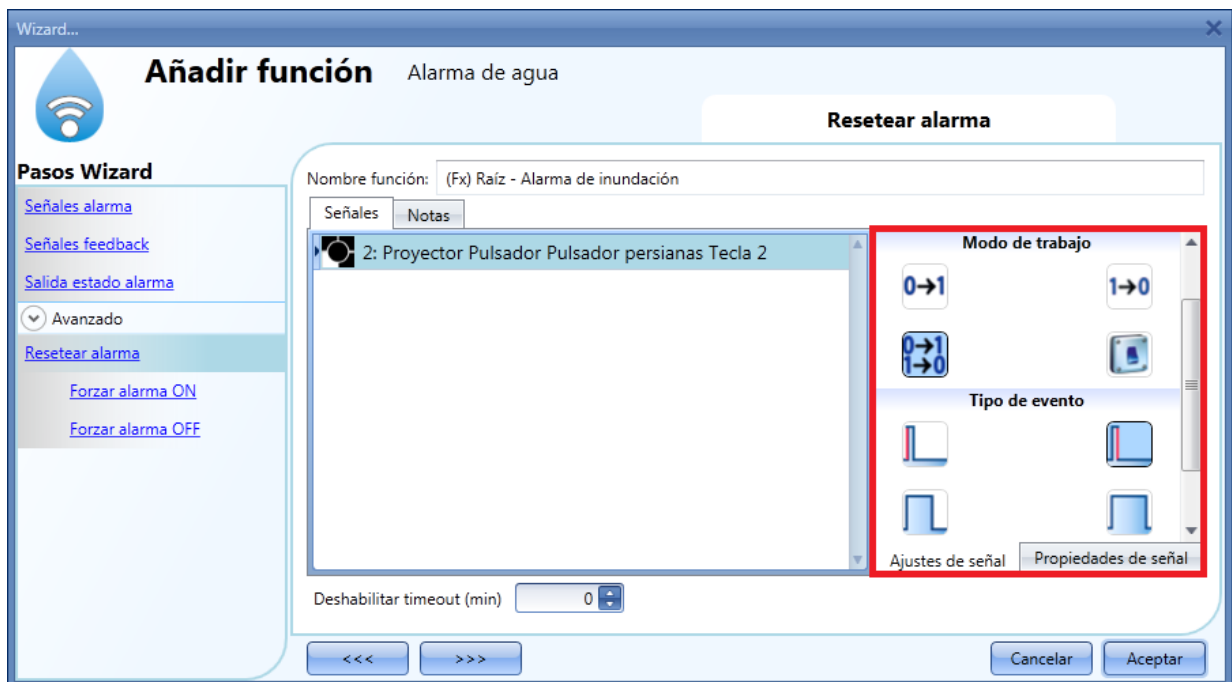 Wizard...
Añadir función Alarma de agua
Resetear alarma
Pasos Wizard
Señales alarma
Señales feedback
Salida estado alarma
Avanzado
Resetear alarma
Forzar alarma ON
Forzar alarma OFF
Nombre función: (Fx) Raíz - Alarma de inundación
Señales Notas
2: Proyector Pulsador Pulsador persianas Tecla 2
Modo de trabajo
0→1 1→0
0→1
1→0
Tipo de evento
Ajustes de señal Propiedades de señal
Deshabilitar timeout (min) 0
<<< >>> Cancelar Aceptar